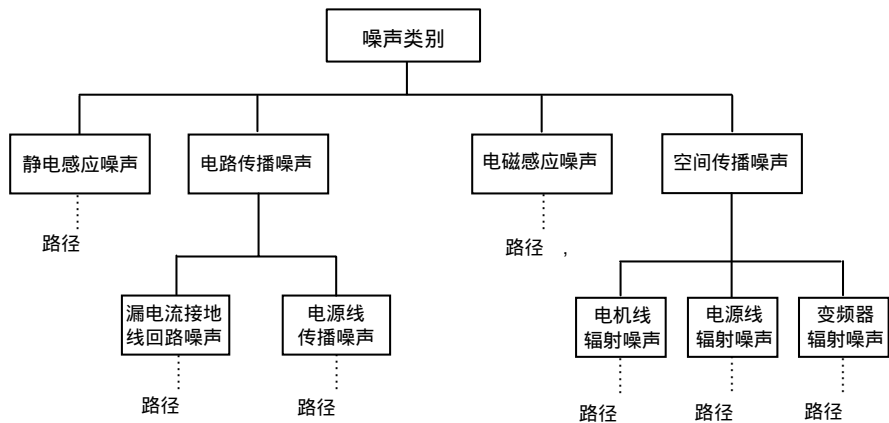 噪声类别
静电感应噪声
电路传播噪声
电磁感应噪声
空间传播噪声
路径
路径 ，
漏电流接地
线回路噪声
电源线
传播噪声
电机线
辐射噪声
电源线
辐射噪声
变频器
辐射噪声
路径
路径
路径
路径
路径